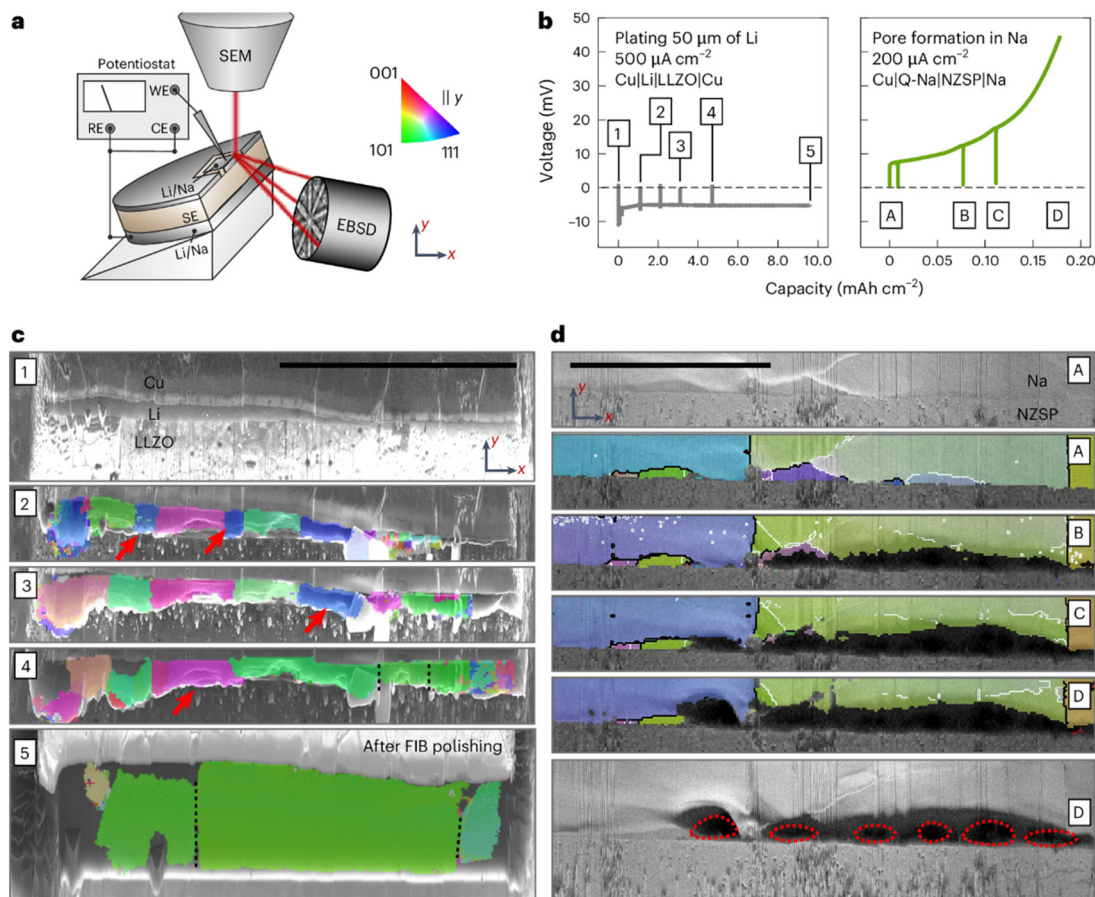 a
SEM
Potentiostat
WE
RE
CE
Li/Na
SE
Li/Na
EBSD
001
|| y
101
111
y
x
b
Voltage (mV)
50
40
30
20
10
0
−10
Plating 50 μm of Li
500 μA cm−2
Cu|Li|LLZO|Cu
1
2
3
4
5
0
2.0
4.0
6.0
8.0
10.0
Pore formation in Na
200 μA cm−2
Cu|Q-Na|NZSP|Na
A
B
C
D
0
0.05
0.10
0.15
0.20
Capacity (mAh cm−2)
c
1
Cu
Li
LLZO
y
x
2
3
4
5
After FIB polishing
d
A
Na
NZSP
y
x
A
B
C
D
D